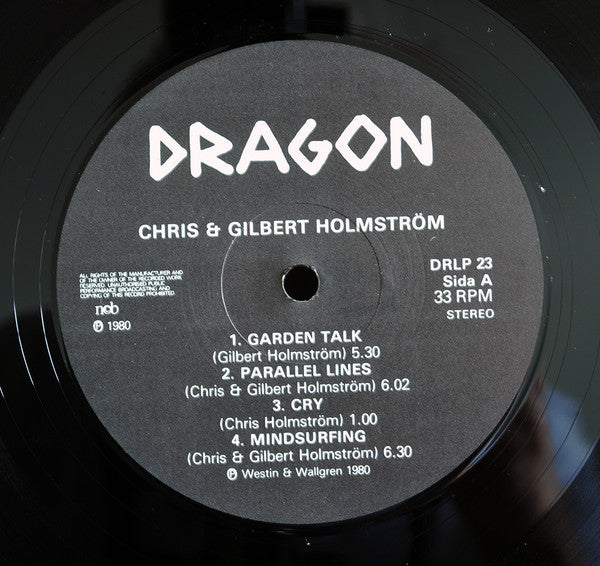 DRAGON
CHRIS & GILBERT HOLMSTRÖM
ALL RIGHTS OF THE MANUFACTURER AND
OF THE OWNER OF THE RECORDED WORK
RESERVED. UNAUTHORISED PUBLIC
PERFORMANCE BROADCASTING AND
COPYING OF THIS RECORD PROHIBITED.
ncb
Ⓟ 1980
DRLP 23
Sida A
33 RPM
STEREO
1. GARDEN TALK
(Gilbert Holmström) 5.30
2. PARALLEL LINES
(Chris & Gilbert Holmström) 6.02
3. CRY
(Chris Holmström) 1.00
4. MINDSURFING
(Chris & Gilbert Holmström) 6.30
Ⓟ Westin & Wallgren 1980